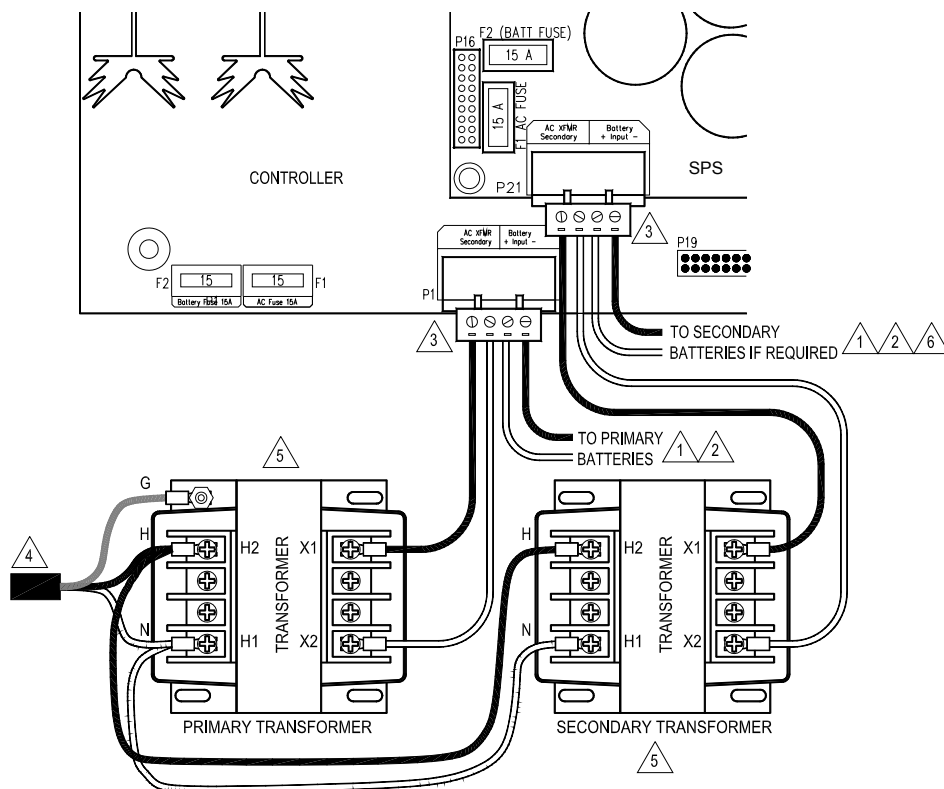 F2 (BATT FUSE)
P16
15 A
15 A
F1 AC FUSE
AC XFMR Secondary
Battery + Input -
P21
SPS
CONTROLLER
3
P19
AC XFMR Secondary
Battery + Input -
F2
15
15
F1
Battery Fuse 15A
AC Fuse 15A
P1
3
TO SECONDARY
BATTERIES IF REQUIRED
1
2
6
TO PRIMARY
BATTERIES
1
2
5
G
H
H2
X1
H
H2
X1
4
TRANSFORMER
TRANSFORMER
N
H1
X2
N
H1
X2
PRIMARY TRANSFORMER
SECONDARY TRANSFORMER
5